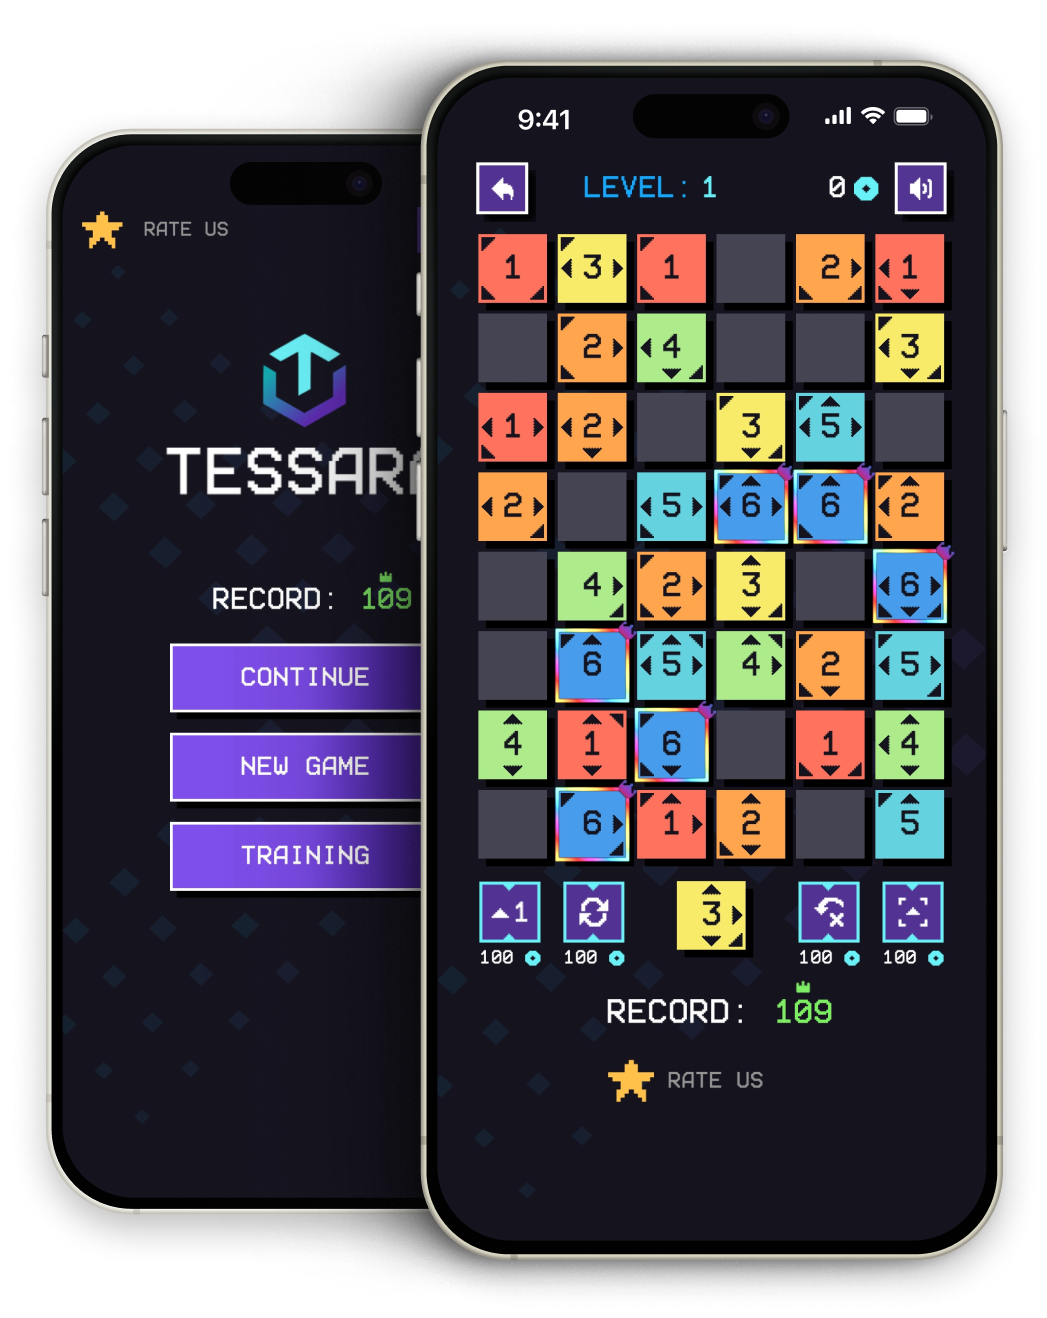 RATE US
TESSAR
RECORD: 109
CONTINUE
NEW GAME
TRAINING
9:41
LEVEL: 1 0
1 3 1 2 1
2 4 3
1 2 3 5
2 5 6 6 2
4 2 3 6
6 5 4 2 5
4 1 6 1 4
6 1 2 5
1 3
100 100 100 100
RECORD: 109
RATE US